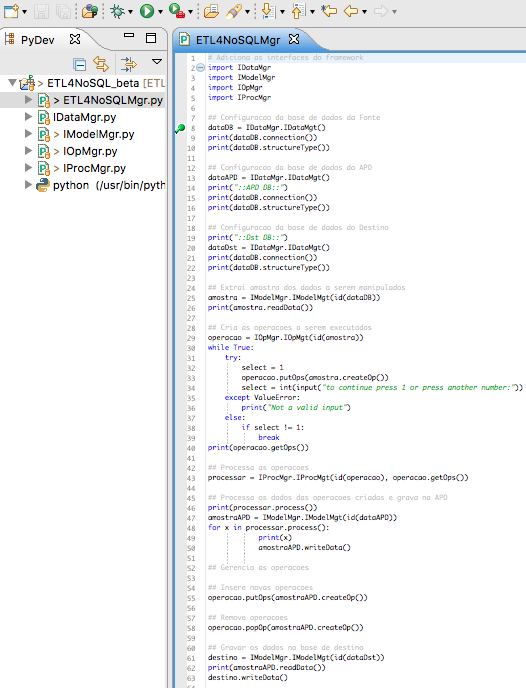 PyDev
ETL4NoSQLMgr
> ETL4NoSQL_beta [ETL
> ETL4NoSQLMgr.py
IDataMgr.py
> IModelMgr.py
> IOpMgr.py
> IProcMgr.py
python (/usr/bin/pyth
1 # Adiciona as interfaces do framework
2 import IDataMgr
3 import IModelMgr
4 import IOpMgr
5 import IProcMgr
6
7 ## Configuracao da base de dados da Fonte
8 dataDB = IDataMgr.IDataMgt()
9 print(dataDB.connection())
10 print(dataDB.structureType())
11
12 ## Configuracao da base de dados da APD
13 dataAPD = IDataMgr.IDataMgt()
14 print("::APD DB::")
15 print(dataDB.connection())
16 print(dataDB.structureType())
17
18 ## Configuracao da base de dados do Destino
19 print("::Dst DB::")
20 dataDst = IDataMgr.IDataMgt()
21 print(dataDB.connection())
22 print(dataDB.structureType())
23
24 ## Extrai amostra dos dados a serem manipulados
25 amostra = IModelMgr.IModelMgt(id(dataDB))
26 print(amostra.readData())
27
28 ## Cria as operacoes a serem executados
29 operacao = IOpMgr.IOpMgt(id(amostra))
30 while True:
31 try:
32 select = 1
33 operacao.putOps(amostra.createOp())
34 select = int(input("to continue press 1 or press another number:"))
35 except ValueError:
36 print("Not a valid input")
37 else:
38 if select != 1:
39 break
40 print(operacao.getOps())
41
42 ## Processa as operacoes
43 processar = IProcMgr.IProcMgt(id(operacao), operacao.getOps())
44
45 ## Processa os dados das operacoes criadas e grava na APD
46 print(processar.process())
47 amostraAPD = IModelMgr.IModelMgt(id(dataAPD))
48 for x in processar.process():
49 print(x)
50 amostraAPD.writeData()
51
52 ## Gerencia as operacoes
53
54 ## Insere novas operacoes
55 operacao.putOps(amostraAPD.createOp())
56
57 ## Remove operacoes
58 operacao.popOp(amostraAPD.createOp())
59
60 ## Gravar os dados na base de destino
61 destino = IModelMgr.IModelMgt(id(dataDst))
62 print(amostraAPD.readData())
63 destino.writeData()